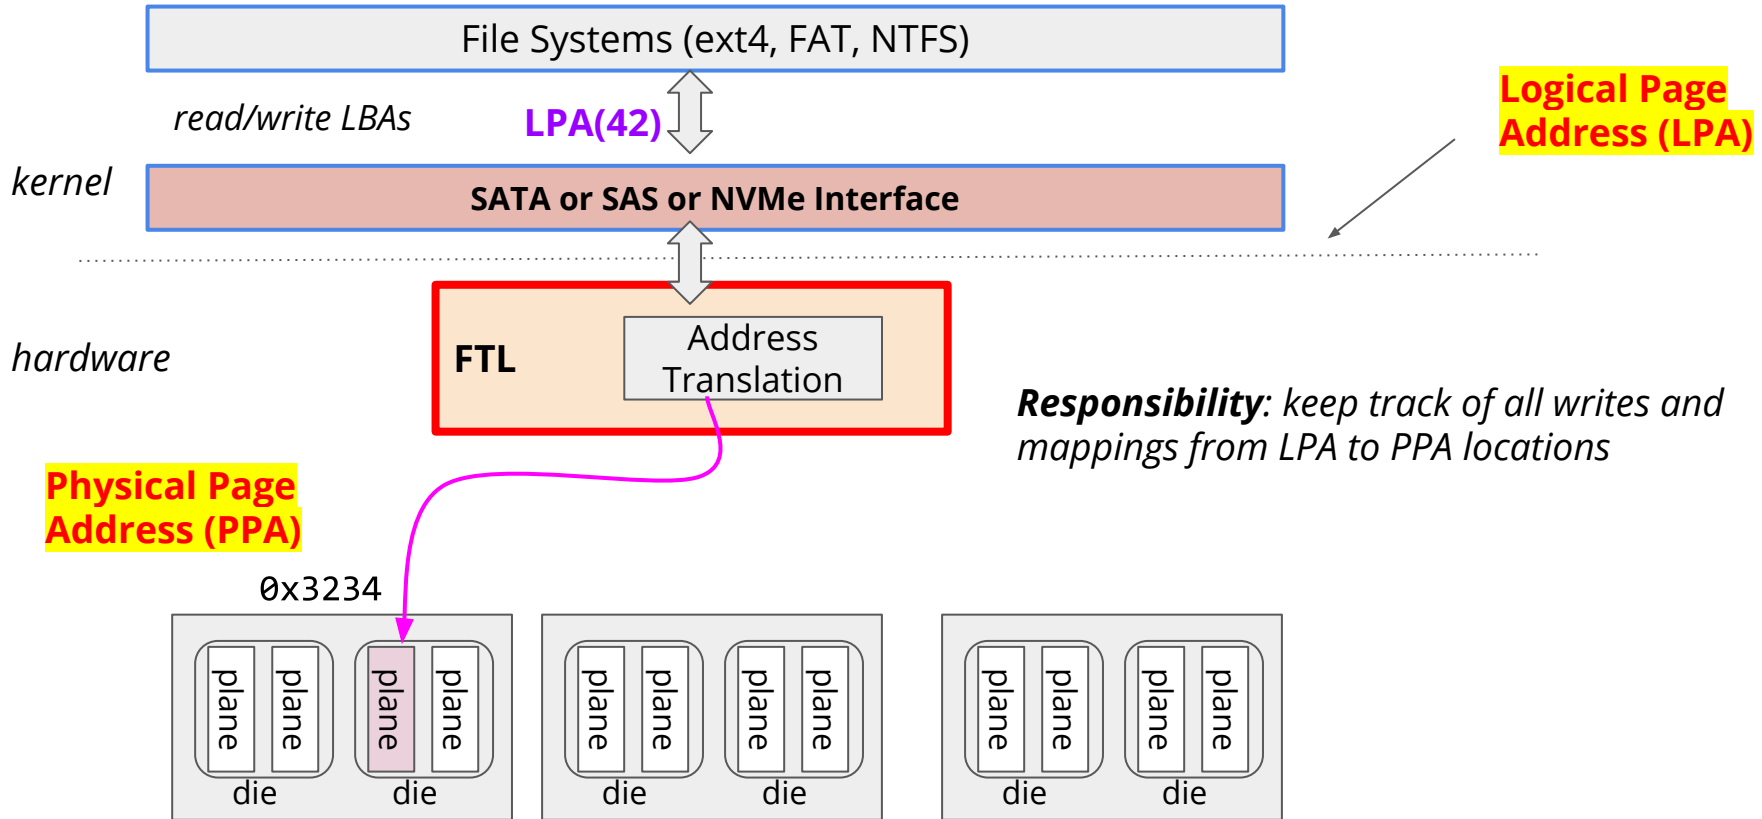 File Systems (ext4, FAT, NTFS)
read/write LBAs
LPA(42)
Logical Page
Address (LPA)
kernel
SATA or SAS or NVMe Interface
hardware
FTL
Address
Translation
Responsibility: keep track of all writes and
mappings from LPA to PPA locations
Physical Page
Address (PPA)
0x3234
plane
plane
plane
plane
plane
plane
plane
plane
plane
plane
plane
plane
die
die
die
die
die
die